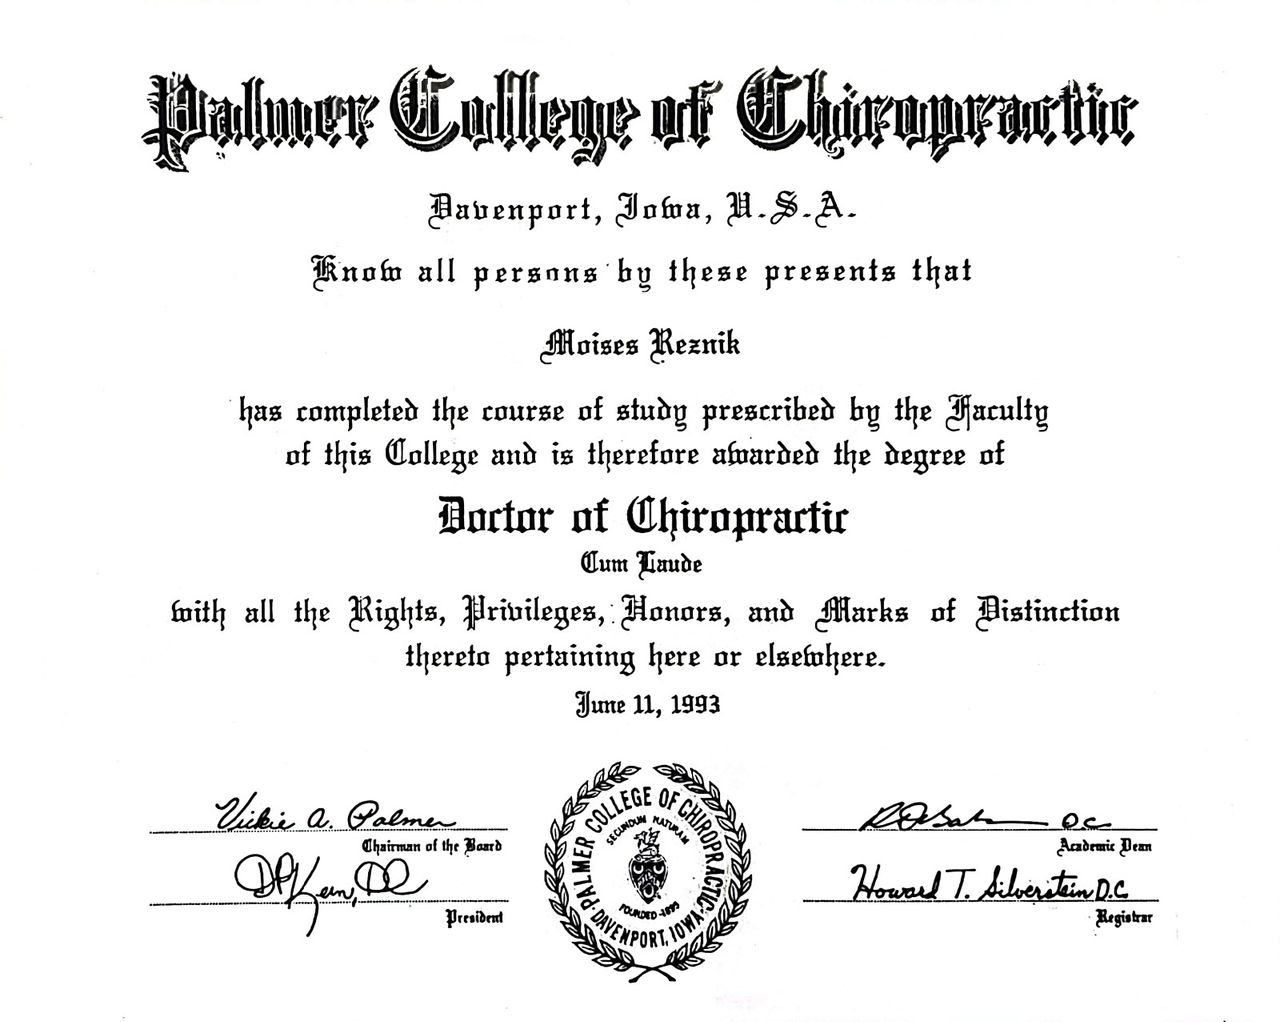 Palmer College of Chiropractic
Davenport, Iowa, U.S.A.
Know all persons by these presents that
Moises Reznik
has completed the course of study prescribed by the Faculty
of this College and is therefore awarded the degree of
Doctor of Chiropractic
Cum Laude
with all the Rights, Privileges, Honors, and Marks of Distinction
thereto pertaining here or elsewhere.
June 11, 1993
Vickie A. Palmer
Chairman of the Board
President
DC
Academic Dean
Howard T. Silverstein D.C.
Registrar
PALMER COLLEGE OF CHIROPRACTIC
SECUNDUM NATURAM
FOUNDED - 1895
DAVENPORT, IOWA